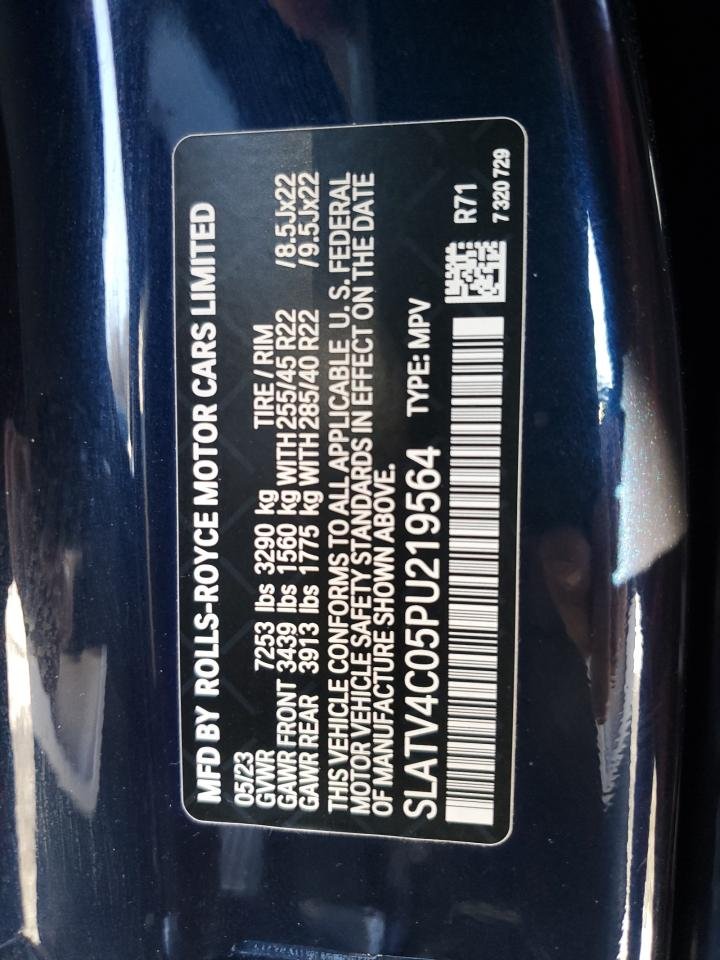 MFD BY ROLLS-ROYCE MOTOR CARS LIMITED
05/23
GVWR 7253 lbs 3290 kg TIRE / RIM
GAWR FRONT 3439 lbs 1560 kg WITH 255/45 R22 /8.5Jx22
GAWR REAR 3913 lbs 1775 kg WITH 285/40 R22 /9.5Jx22
THIS VEHICLE CONFORMS TO ALL APPLICABLE U. S. FEDERAL
MOTOR VEHICLE SAFETY STANDARDS IN EFFECT ON THE DATE
OF MANUFACTURE SHOWN ABOVE.
SLATV4C05PU219564 TYPE: MPV
R71
7 320 729